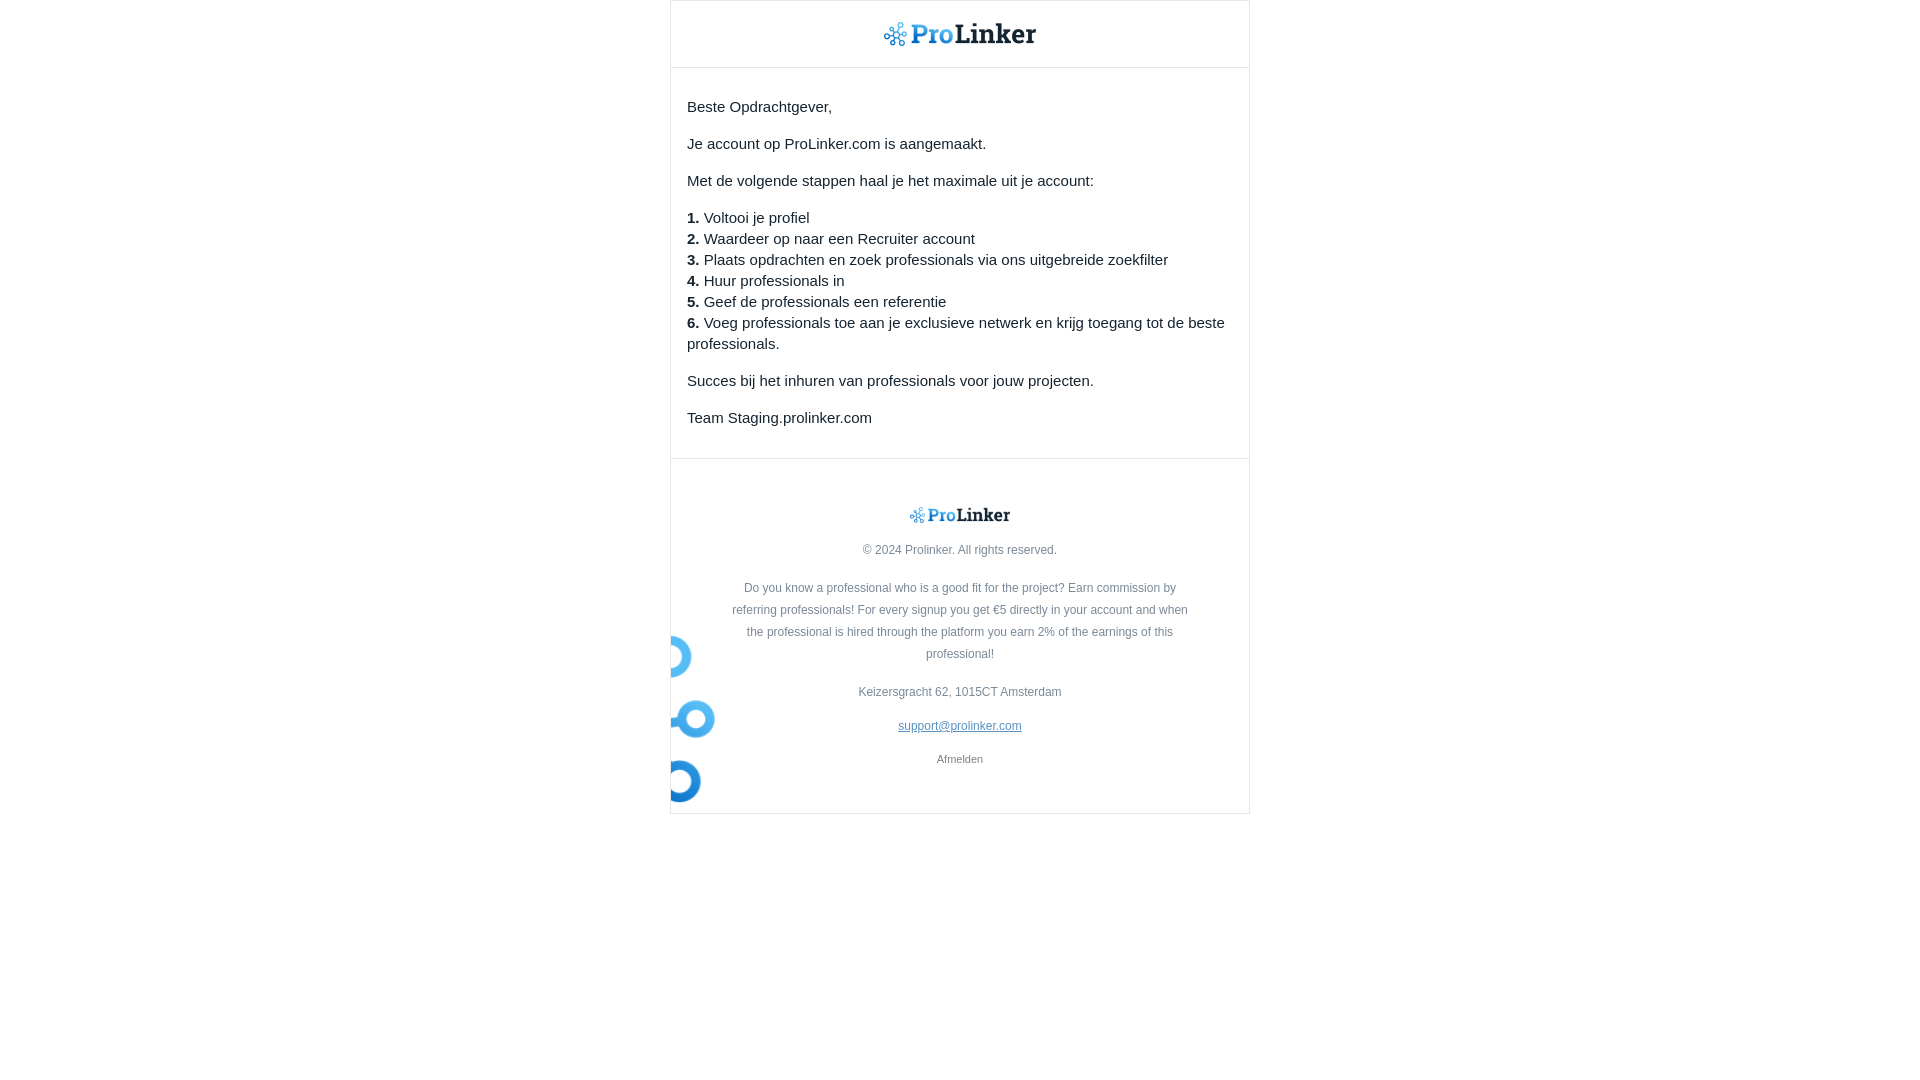 ProLinker
Beste Opdrachtgever,
Je account op ProLinker.com is aangemaakt.
Met de volgende stappen haal je het maximale uit je account:
1. Voltooi je profiel
2. Waardeer op naar een Recruiter account
3. Plaats opdrachten en zoek professionals via ons uitgebreide zoekfilter
4. Huur professionals in
5. Geef de professionals een referentie
6. Voeg professionals toe aan je exclusieve netwerk en krijg toegang tot de beste
professionals.
Succes bij het inhuren van professionals voor jouw projecten.
Team Staging.prolinker.com
ProLinker
© 2024 Prolinker. All rights reserved.
Do you know a professional who is a good fit for the project? Earn commission by
referring professionals! For every signup you get €5 directly in your account and when
the professional is hired through the platform you earn 2% of the earnings of this
professional!
Keizersgracht 62, 1015CT Amsterdam
support@prolinker.com
Afmelden